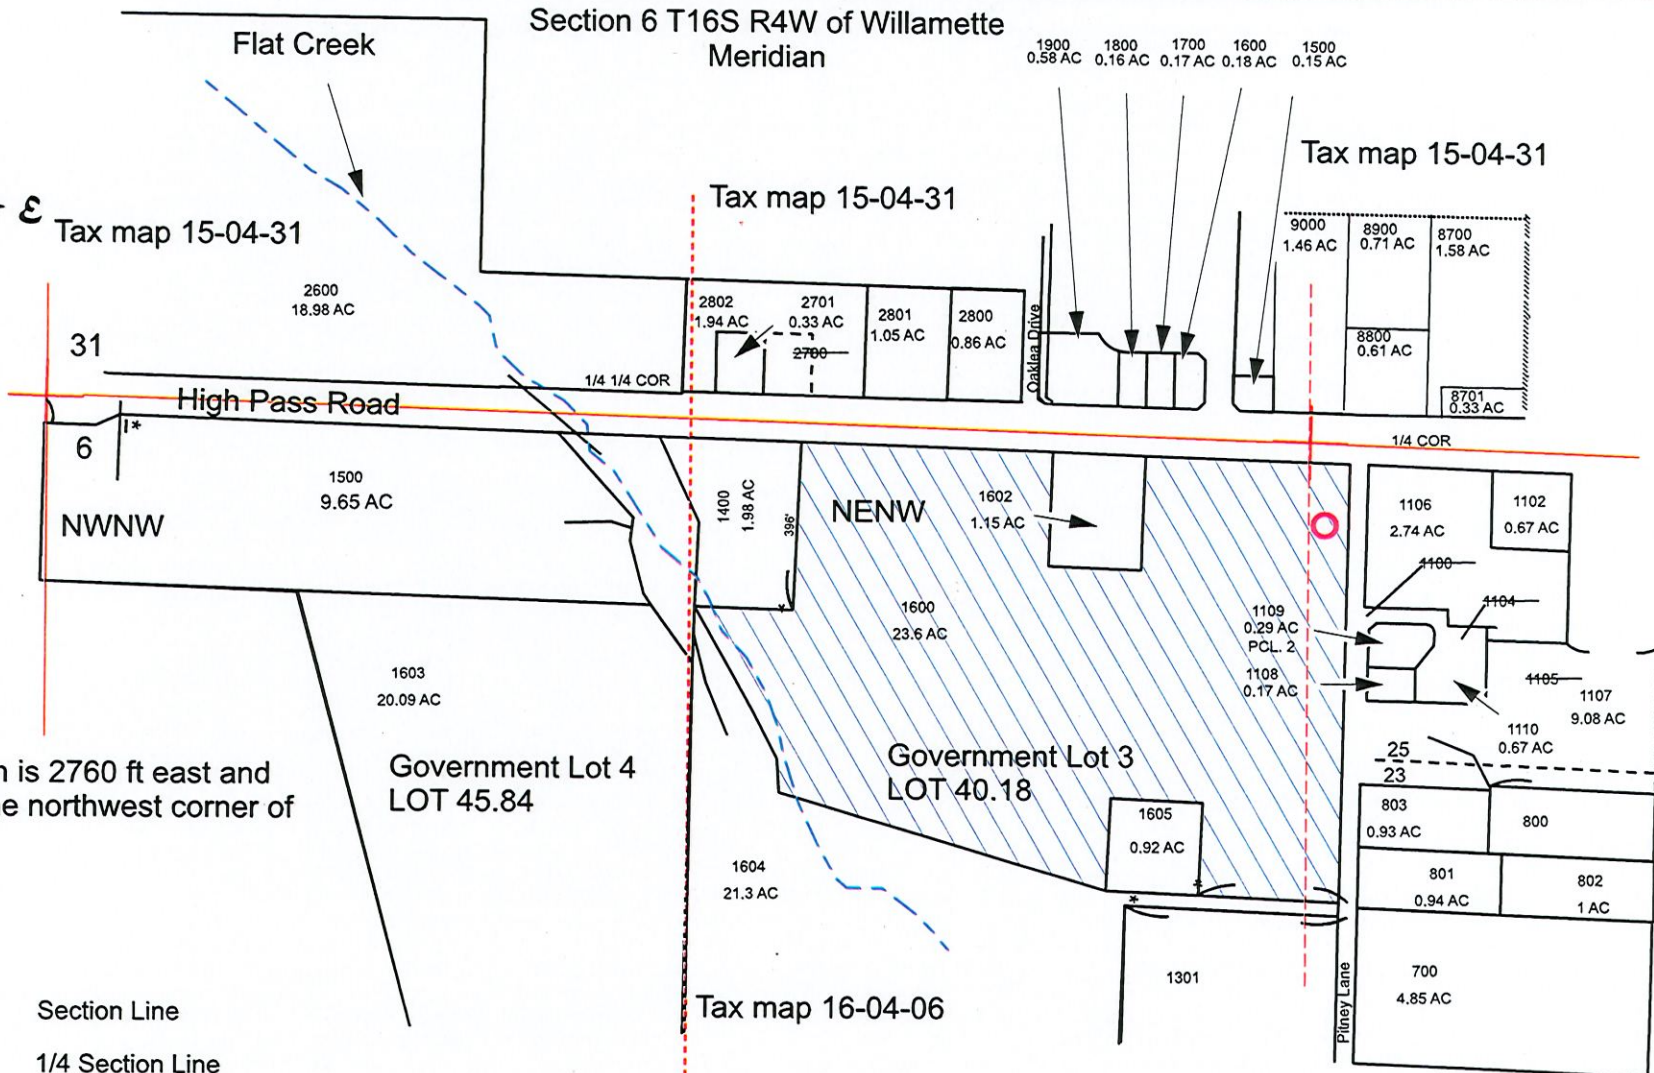 Section 6 T16S R4W of Willamette
Meridian
Flat Creek
1900
0.58 AC
1800
0.16 AC
1700
0.17 AC
1600
0.18 AC
1500
0.15 AC
Tax map 15-04-31
Tax map 15-04-31
Tax map 15-04-31
2600
18.98 AC
31
2802
1.94 AC
2701
0.33 AC
2700
2801
1.05 AC
2800
0.86 AC
Oaklea Drive
9000
1.46 AC
8900
0.71 AC
8700
1.58 AC
8800
0.61 AC
8701
0.33 AC
1/4 1/4 COR
High Pass Road
1/4 COR
6
*
1500
9.65 AC
NWNW
1400
1.98 AC
396'
NENW
1602
1.15 AC
1106
2.74 AC
1102
0.67 AC
1100
1104
1600
23.6 AC
1109
0.29 AC
PCL. 2
1108
0.17 AC
1105
1107
9.08 AC
1110
0.67 AC
1603
20.09 AC
Government Lot 4
LOT 45.84
Government Lot 3
LOT 40.18
25
23
is 2760 ft east and
northwest corner of
1605
0.92 AC
803
0.93 AC
800
801
0.94 AC
802
1 AC
1604
21.3 AC
1301
700
4.85 AC
Pitney Lane
Tax map 16-04-06
Section Line
1/4 Section Line